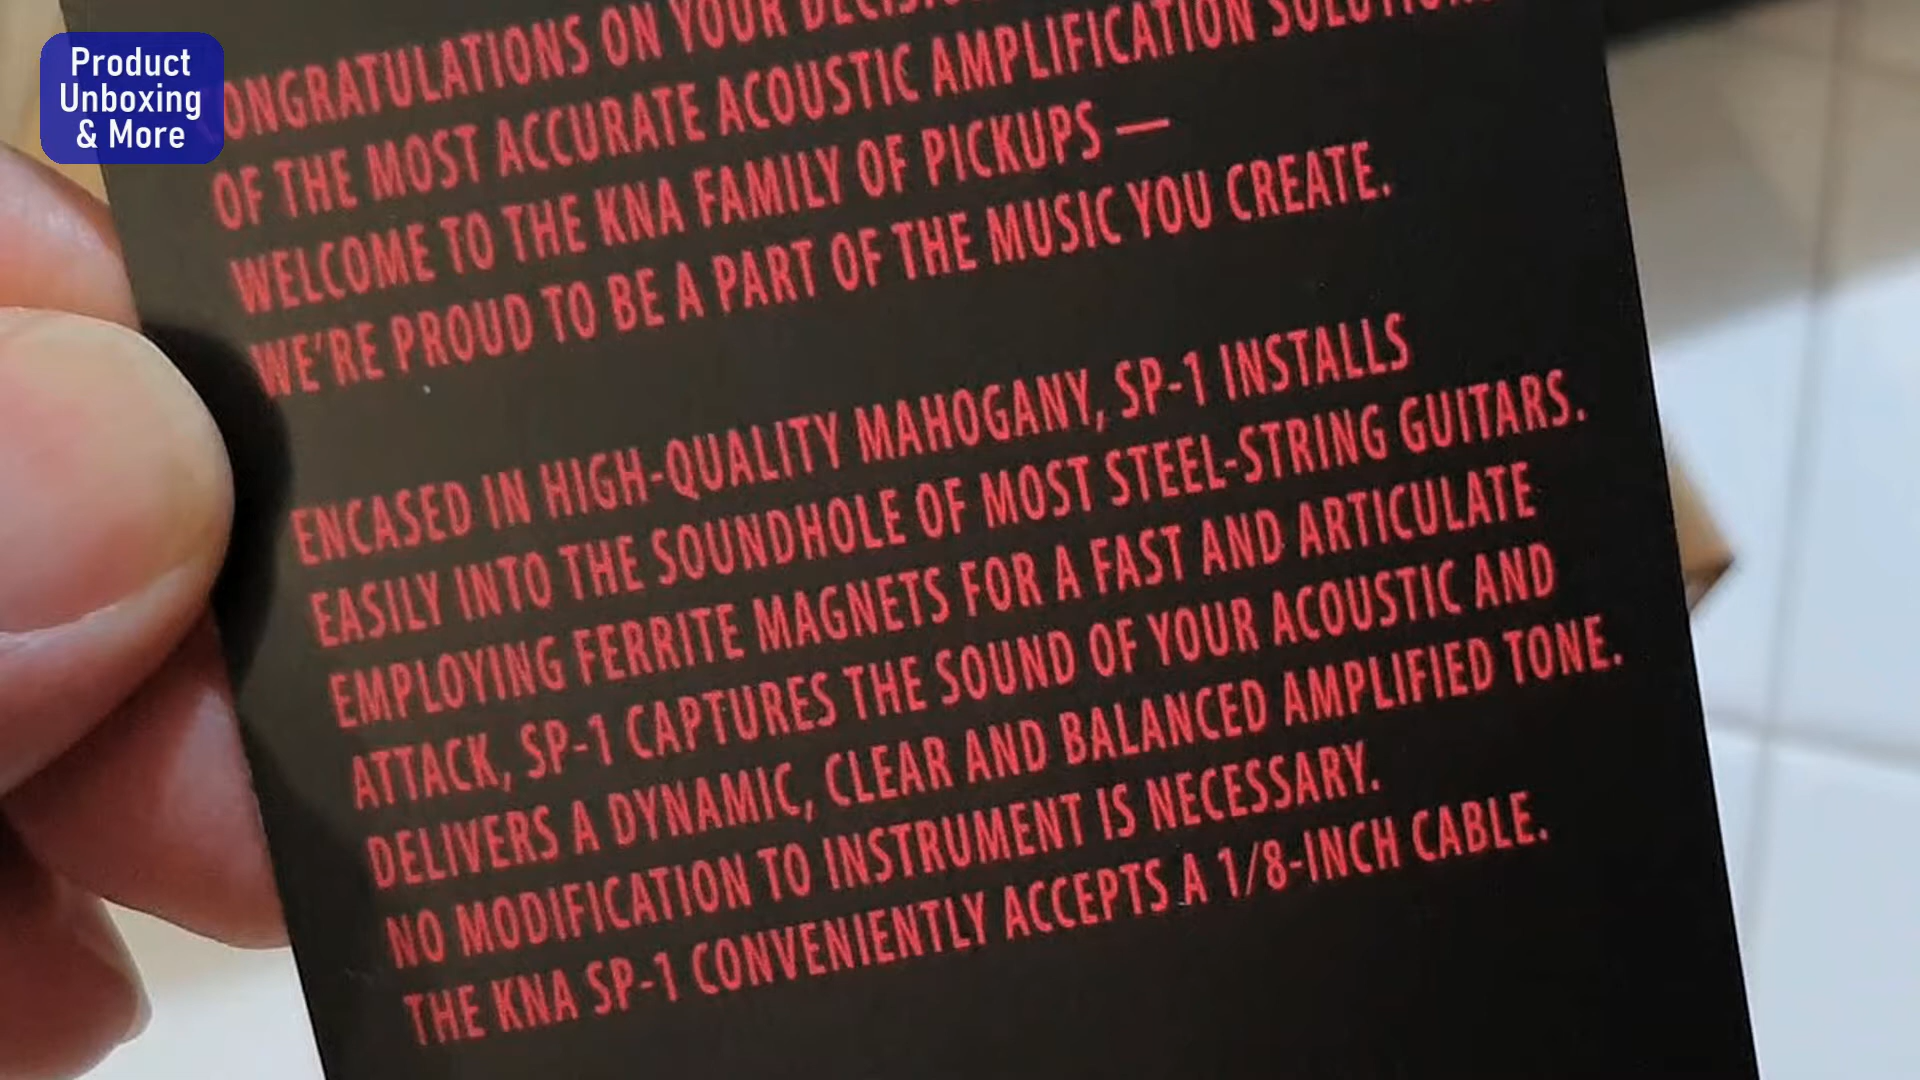 Product
Unboxing
& More
ONGRATULATIONS ON YOUR
OF THE MOST ACCURATE ACOUSTIC AMPLIFICATION
WELCOME TO THE KNA FAMILY OF PICKUPS —
WE'RE PROUD TO BE A PART OF THE MUSIC YOU CREATE.
ENCASED IN HIGH-QUALITY MAHOGANY, SP-1 INSTALLS
EASILY INTO THE SOUNDHOLE OF MOST STEEL-STRING GUITARS.
EMPLOYING FERRITE MAGNETS FOR A FAST AND ARTICULATE
ATTACK, SP-1 CAPTURES THE SOUND OF YOUR ACOUSTIC AND
DELIVERS A DYNAMIC, CLEAR AND BALANCED AMPLIFIED TONE.
NO MODIFICATION TO INSTRUMENT IS NECESSARY.
THE KNA SP-1 CONVENIENTLY ACCEPTS A 1/8-INCH CABLE.